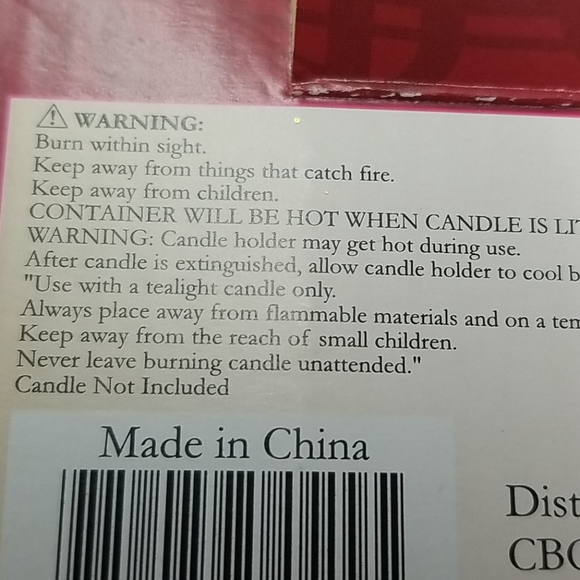 ⚠ WARNING:
Burn within sight.
Keep away from things that catch fire.
Keep away from children.
CONTAINER WILL BE HOT WHEN CANDLE IS
WARNING: Candle holder may get hot during use.
After candle is extinguished, allow candle holder to cool
"Use with a tealight candle only.
Always place away from flammable materials and on a
Keep away from the reach of small children.
Never leave burning candle unattended."
Candle Not Included
Made in China